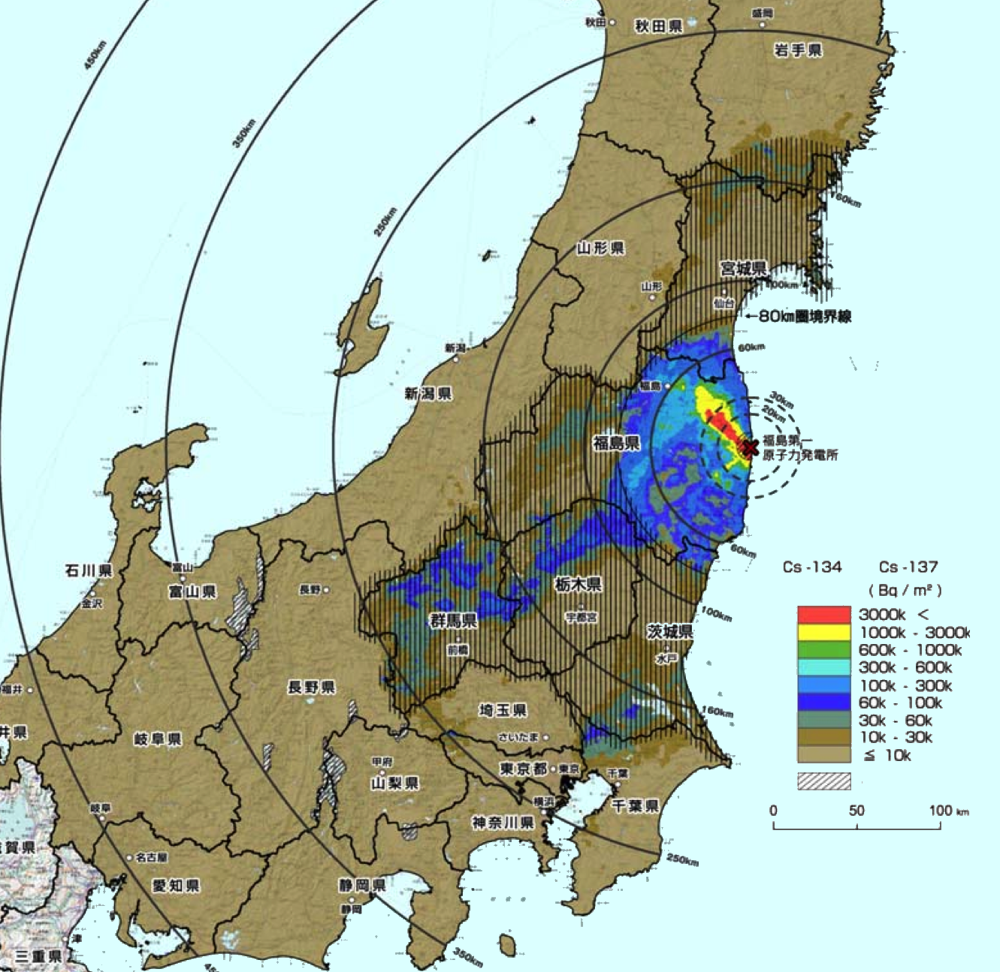 盛岡
秋田
秋田県
岩手県
450km
350km
250km
160km
山形県
宮城県
山形
100km
仙台
←80km圏境界線
60km
新潟
新潟県
福島
30km
20km
福島県
福島第一
原子力発電所
60km
石川県
富山
富山県
金沢
長野
栃木県
群馬県
宇都宮
前橋
茨城県
水戸
100km
Cs -134 Cs -137
( Bq / m² )
3000k <
1000k - 3000k
600k - 1000k
300k - 600k
100k - 300k
60k - 100k
30k - 60k
10k - 30k
≦ 10k
福井
長野県
埼玉県
160km
井県
岐阜県
さいたま
甲府
東京都
東京
千葉
山梨県
横浜
千葉県
神奈川県
岐阜
0 50 100 km
賀県
名古屋
250km
愛知県
静岡県
静岡
津
三重県
350km